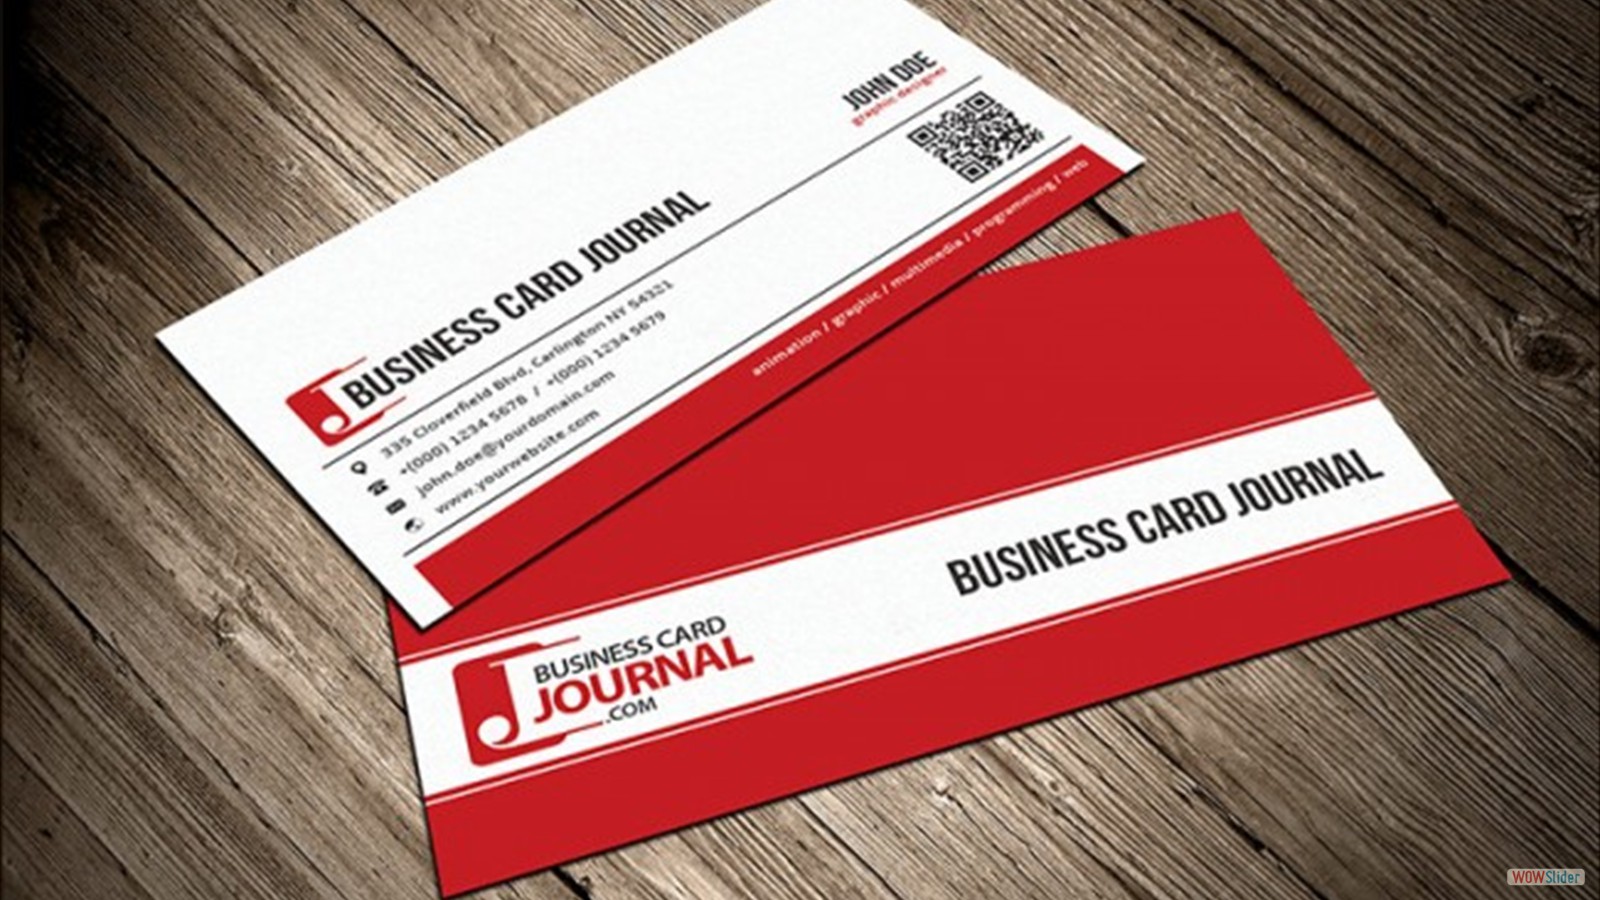 JOHN DOE
graphic designer
BUSINESS CARD JOURNAL
335 Cloverfield Blvd, Carlington NY 54321
+(000) 1234 5678 / +(000) 1234 5679
john.doe@yourdomain.com
www.yourwebsite.com
animation / graphic / multimedia / programming / web
BUSINESS CARD JOURNAL
BUSINESS CARD
JOURNAL
.COM
WOWSlider